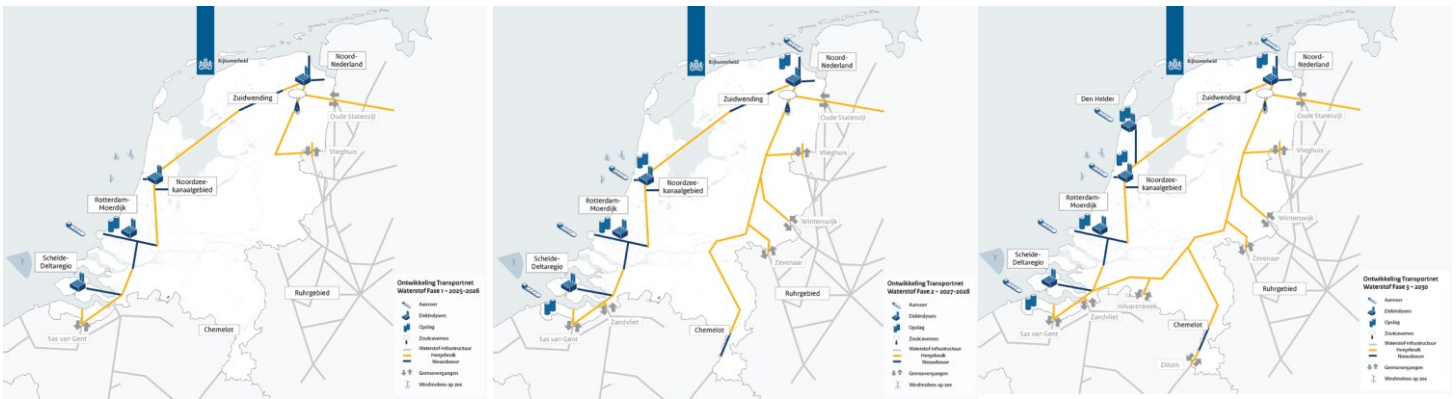 Rijksoverheid
Noord-
Nederland
Zuidwending
Oude Statenzijl
Vlieghuis
Noordzee-
kanaalgebied
Rotterdam-
Moerdijk
Schelde-
Deltaregio
Ruhrgebied
Chemelot
Sas van Gent
Ontwikkeling Transportnet
Waterstof Fase 1 – 2025-2026
Aanvoer
Elektrolysers
Opslag
Zoutcavernes
Waterstof-infrastructuur
Hergebruik
Nieuwbouw
Grensovergangen
Windmolens op zee
Rijksoverheid
Noord-
Nederland
Zuidwending
Oude Statenzijl
Vlieghuis
Noordzee-
kanaalgebied
Rotterdam-
Moerdijk
Winterswijk
Zevenaar
Schelde-
Deltaregio
Ruhrgebied
Zandvliet
Chemelot
Sas van Gent
Ontwikkeling Transportnet
Waterstof Fase 2 – 2027-2028
Aanvoer
Elektrolysers
Opslag
Zoutcavernes
Waterstof-infrastructuur
Hergebruik
Nieuwbouw
Grensovergangen
Windmolens op zee
Rijksoverheid
Noord-
Nederland
Den Helder
Zuidwending
Oude Statenzijl
Vlieghuis
Noordzee-
kanaalgebied
Rotterdam-
Moerdijk
Winterswijk
Zevenaar
Schelde-
Deltaregio
Ruhrgebied
Hilvarenbeek
Zandvliet
Chemelot
Sas van Gent
Dilsen
Ontwikkeling Transportnet
Waterstof Fase 3 – 2030
Aanvoer
Elektrolysers
Opslag
Zoutcavernes
Waterstof-infrastructuur
Hergebruik
Nieuwbouw
Grensovergangen
Windmolens op zee